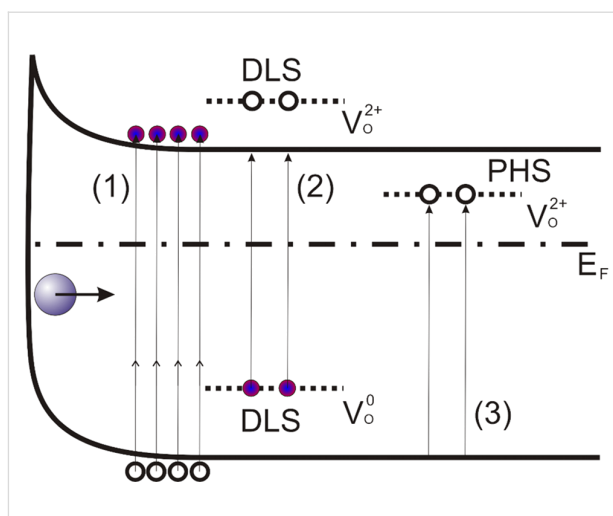 DLS
V_O^2+
(1)
(2)
PHS
V_O^2+
E_F
V_O^0
DLS
(3)